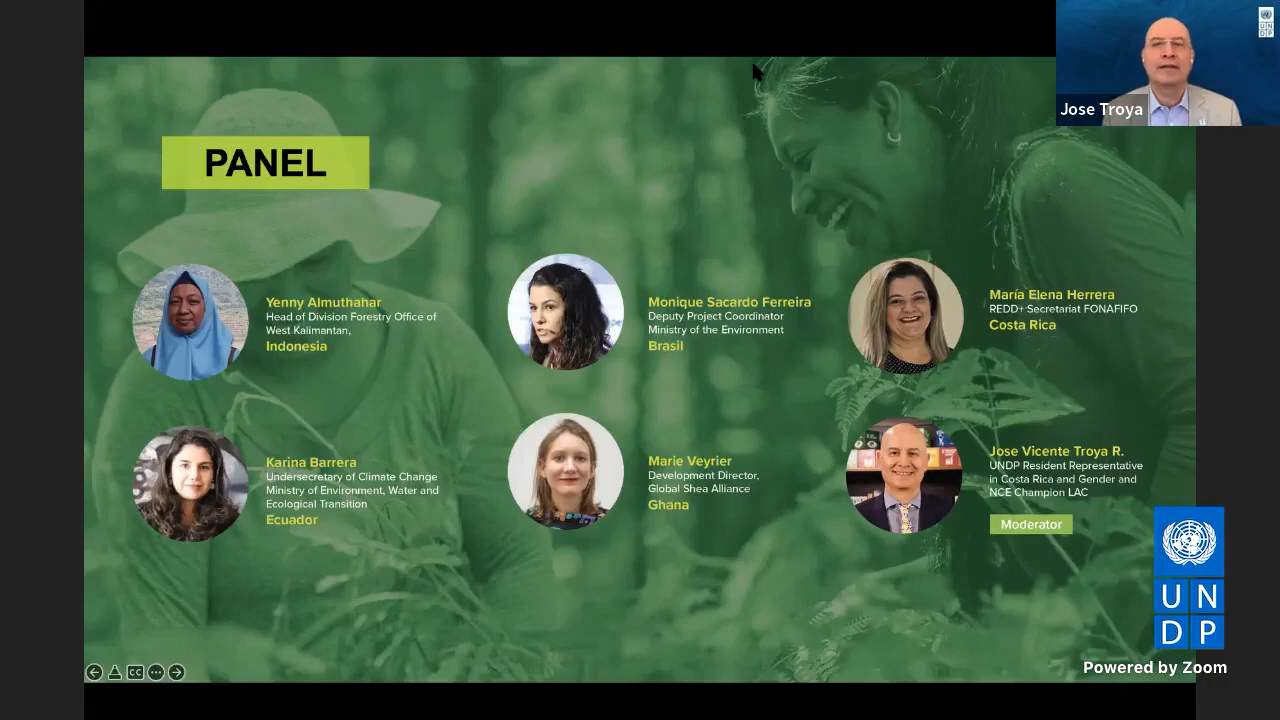 UN
DP
Jose Troya
PANEL
Yenny Almuthahar
Head of Division Forestry Office of
West Kalimantan,
Indonesia
Monique Sacardo Ferreira
Deputy Project Coordinator
Ministry of the Environment
Brasil
María Elena Herrera
REDD+ Secretariat FONAFIFO
Costa Rica
Karina Barrera
Undersecretary of Climate Change
Ministry of Environment, Water and
Ecological Transition
Ecuador
Marie Veyrier
Development Director,
Global Shea Alliance
Ghana
Jose Vicente Troya R.
UNDP Resident Representative
in Costa Rica and Gender and
NCE Champion LAC
Moderator
U N
D P
Powered by Zoom
CC